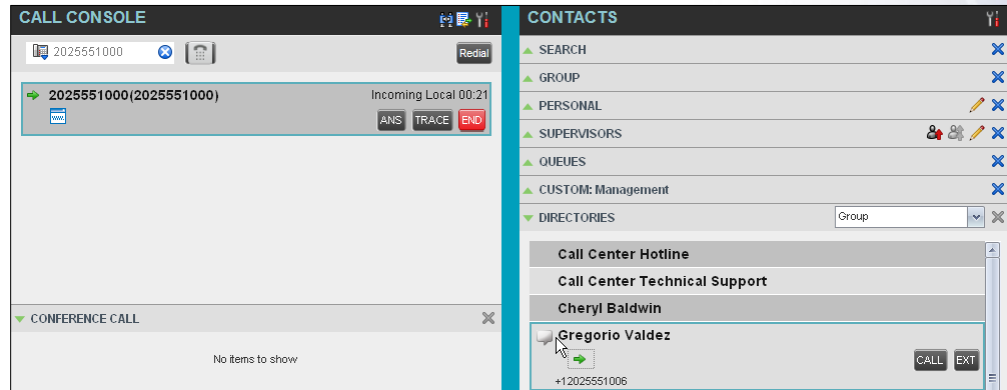 CALL CONSOLE
2025551000
Redial
2025551000(2025551000)
Incoming Local 00:21
www.
ANS
TRACE
END
CONFERENCE CALL
No items to show
CONTACTS
SEARCH
GROUP
PERSONAL
SUPERVISORS
QUEUES
CUSTOM: Management
DIRECTORIES
Group
Call Center Hotline
Call Center Technical Support
Cheryl Baldwin
Gregorio Valdez
CALL
EXT
+12025551006